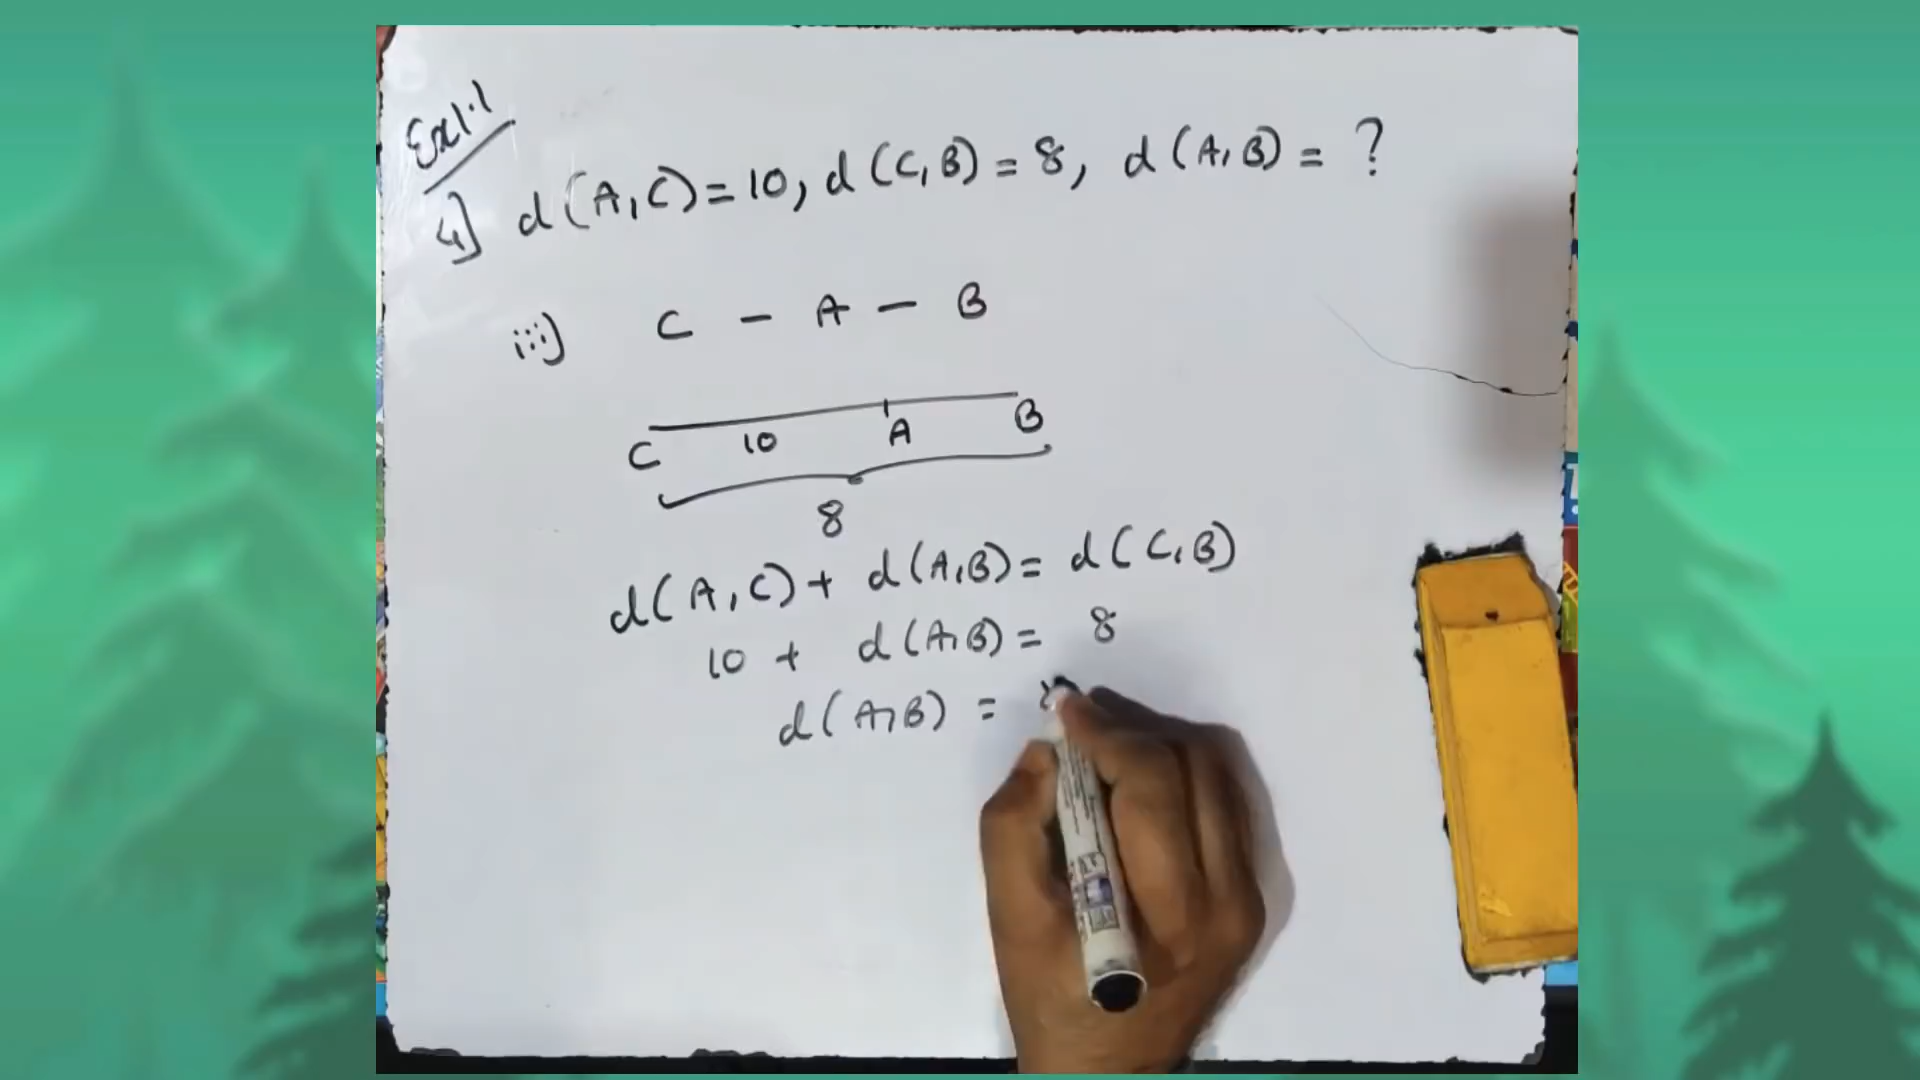 Ex 1.1
4] d(A,C)=10, d(C,B)=8, d(A,B)=?
iii) C - A - B
C 10 A B
8
d(A,C)+ d(A,B)= d(C,B)
10 + d(A,B)= 8
d(A,B) =